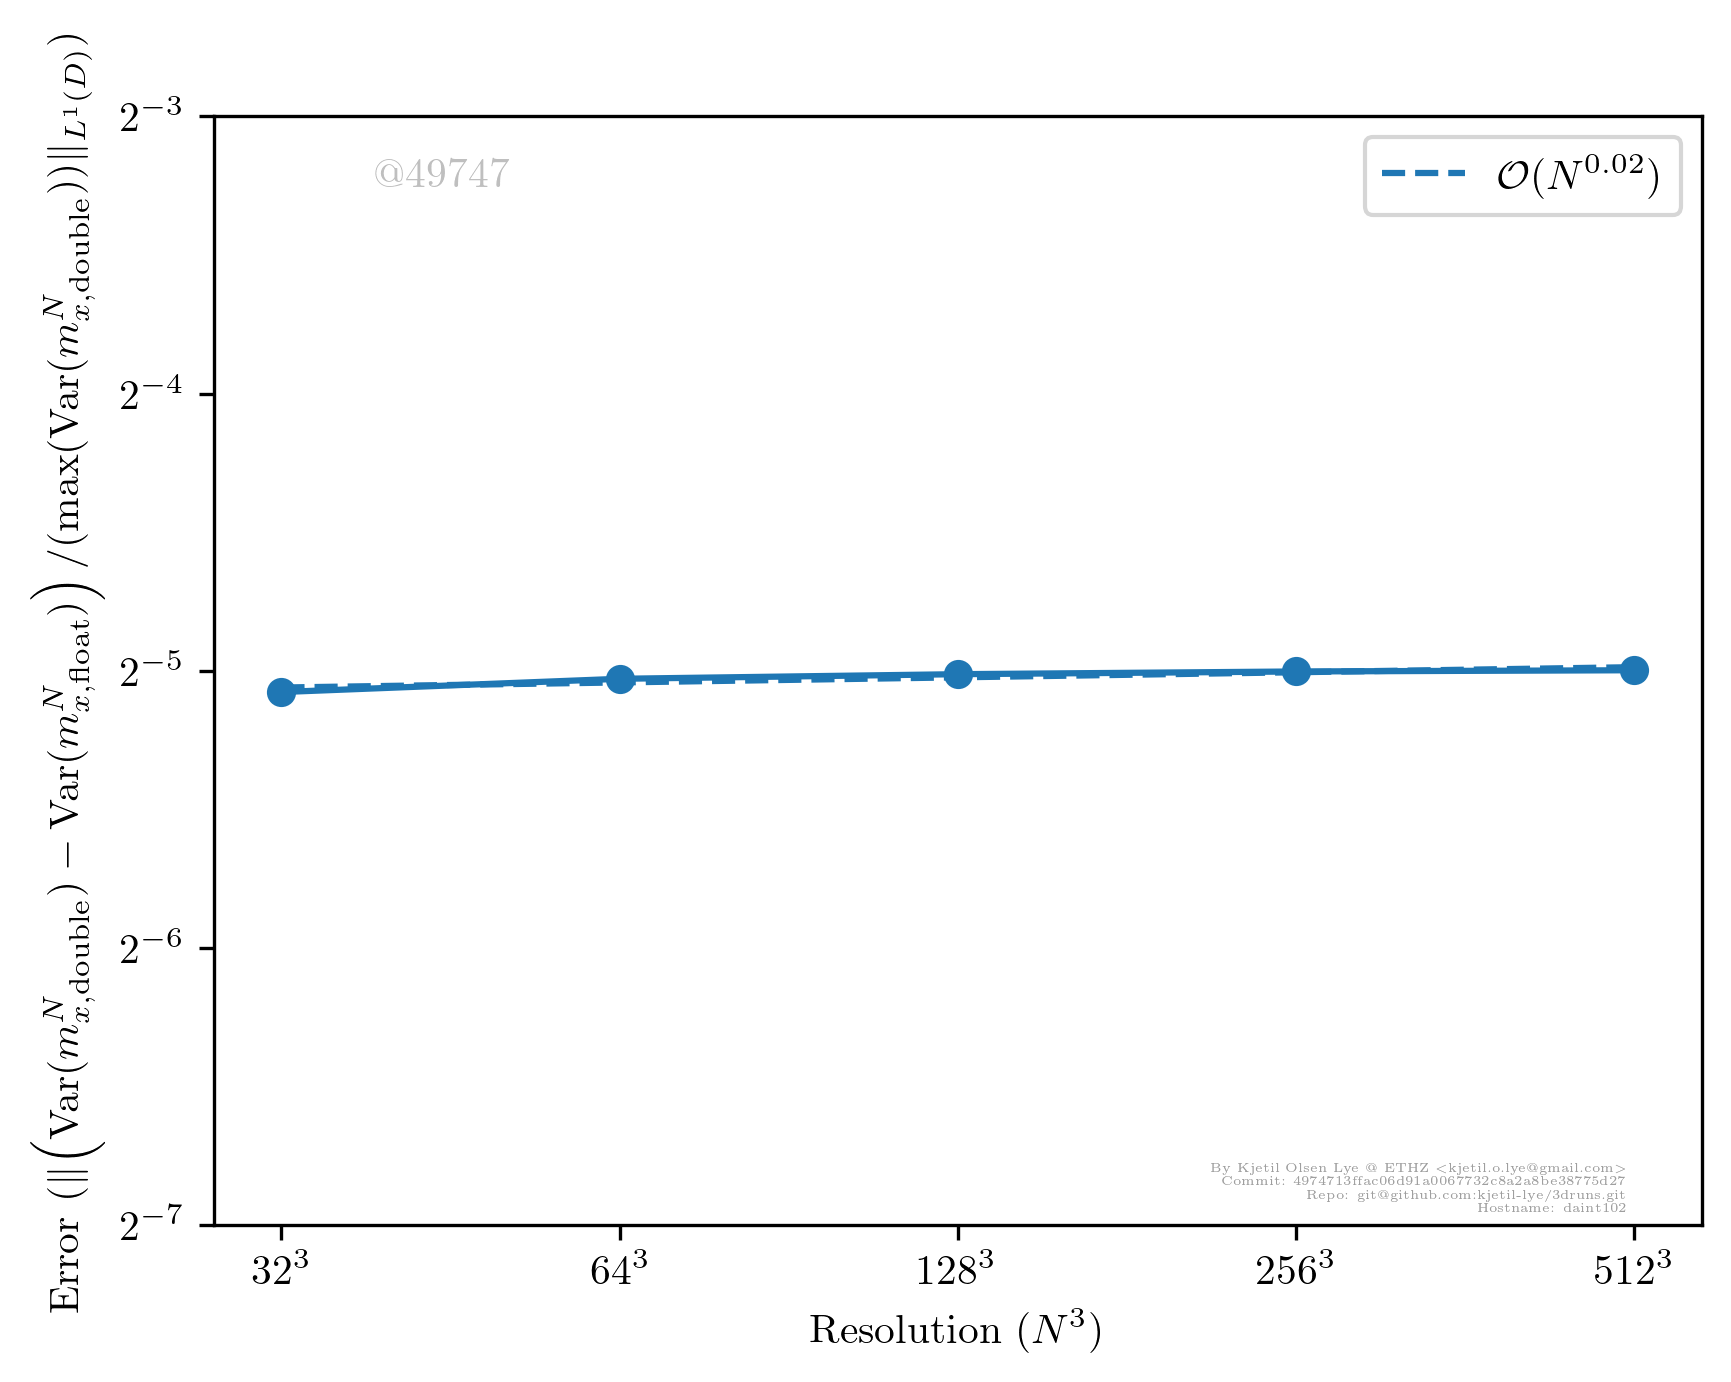 Error (‖(Var(m^N_{x,double}) − Var(m^N_{x,float}))/(max(Var(m^N_{x,double}))‖_{L^1(D)})
2^{−3}
2^{−4}
2^{−5}
2^{−6}
2^{−7}
@49747
O(N^{0.02})
By Kjetil Olsen Lye @ ETHZ <kjetil.o.lye@gmail.com>
Commit: 4974713ffac06d91a0067732c8a2a8be38775d27
Repo: git@github.com:kjetil-lye/3druns.git
Hostname: daint102
32^3 64^3 128^3 256^3 512^3
Resolution (N^3)